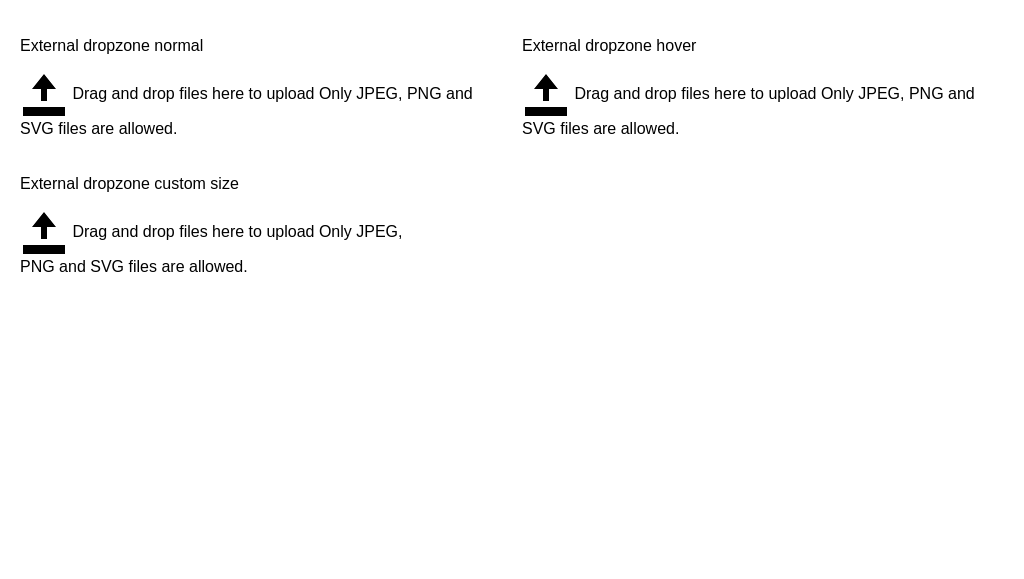 External dropzone normal
Drag and drop files here to upload Only JPEG, PNG and
SVG files are allowed.
External dropzone hover
Drag and drop files here to upload Only JPEG, PNG and
SVG files are allowed.
External dropzone custom size
Drag and drop files here to upload Only JPEG,
PNG and SVG files are allowed.